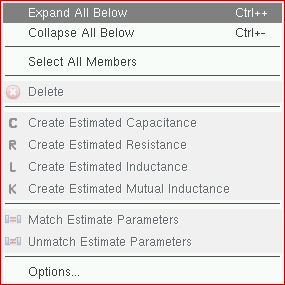 Expand All Below Ctrl++
Collapse All Below Ctrl+-
Select All Members
Delete
C Create Estimated Capacitance
R Create Estimated Resistance
L Create Estimated Inductance
K Create Estimated Mutual Inductance
Match Estimate Parameters
Unmatch Estimate Parameters
Options...